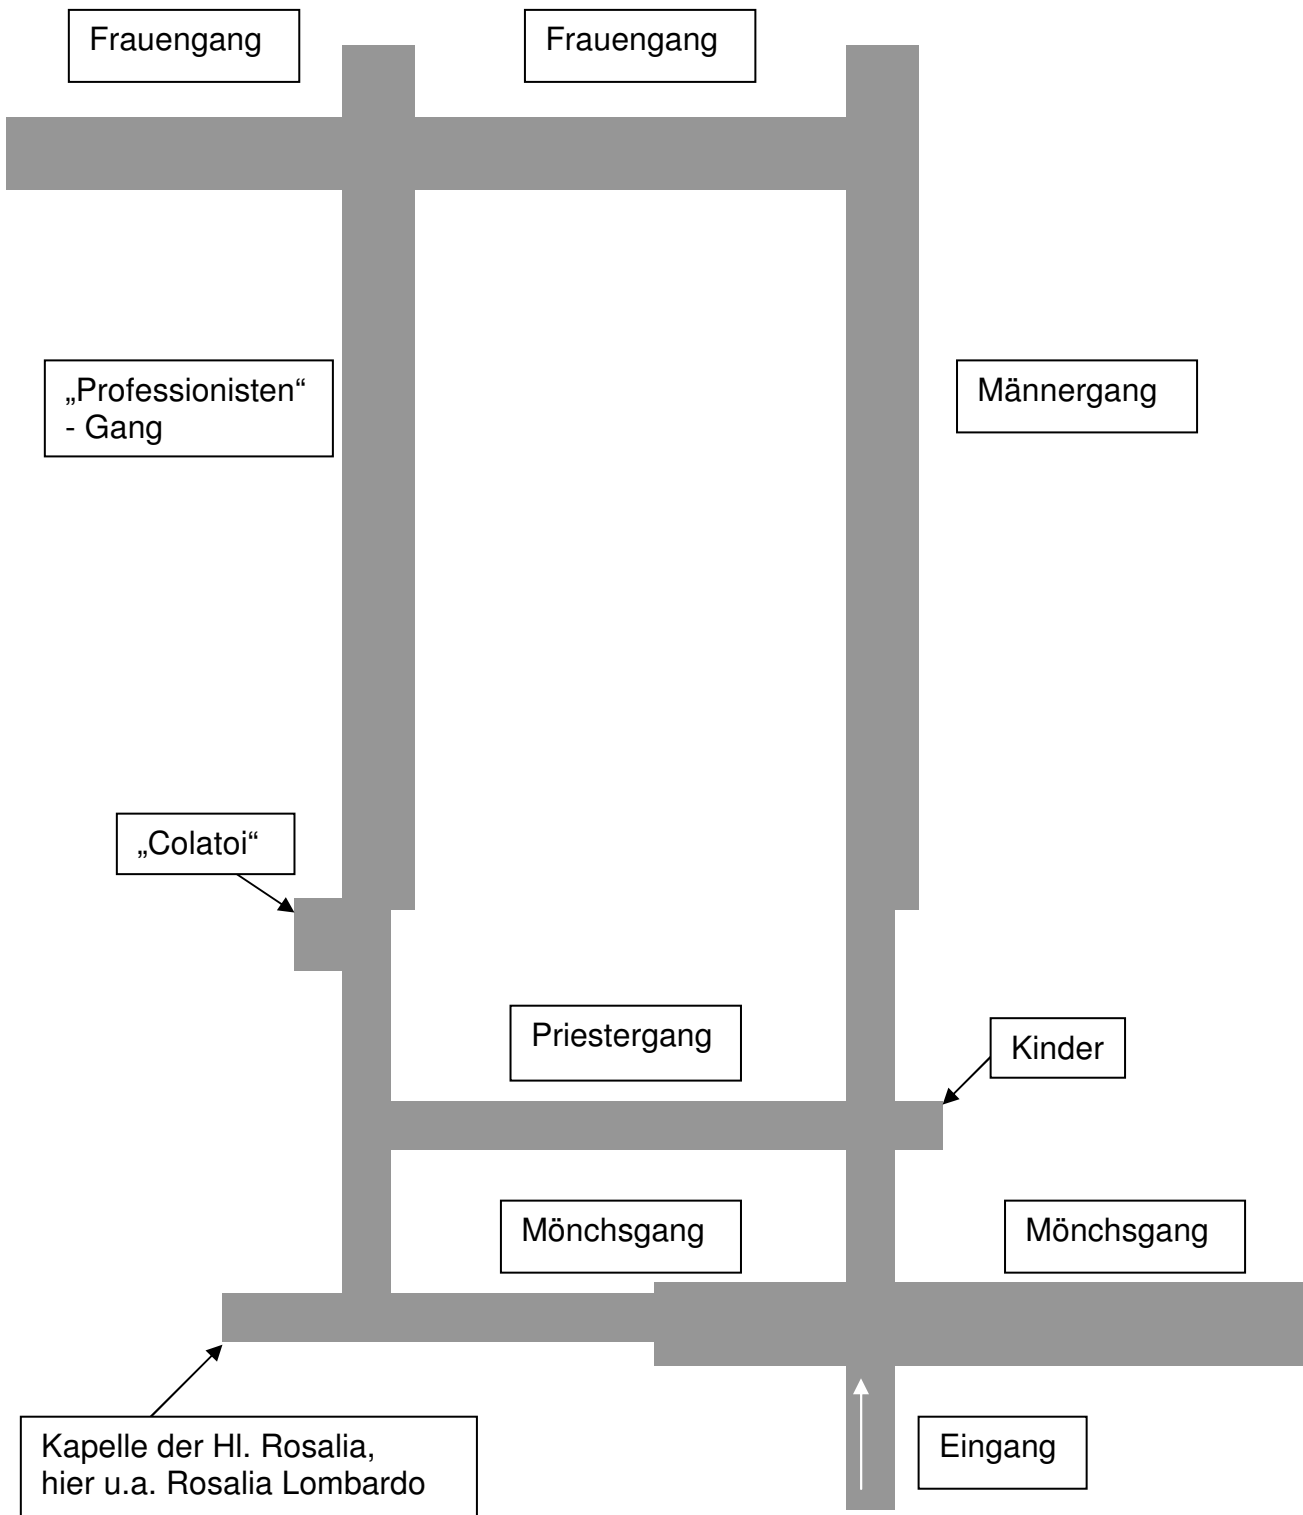 Frauengang
Frauengang
„Professionisten“
- Gang
Männergang
„Colatoi“
Priestergang
Kinder
Mönchsgang
Mönchsgang
Kapelle der Hl. Rosalia,
hier u.a. Rosalia Lombardo
Eingang